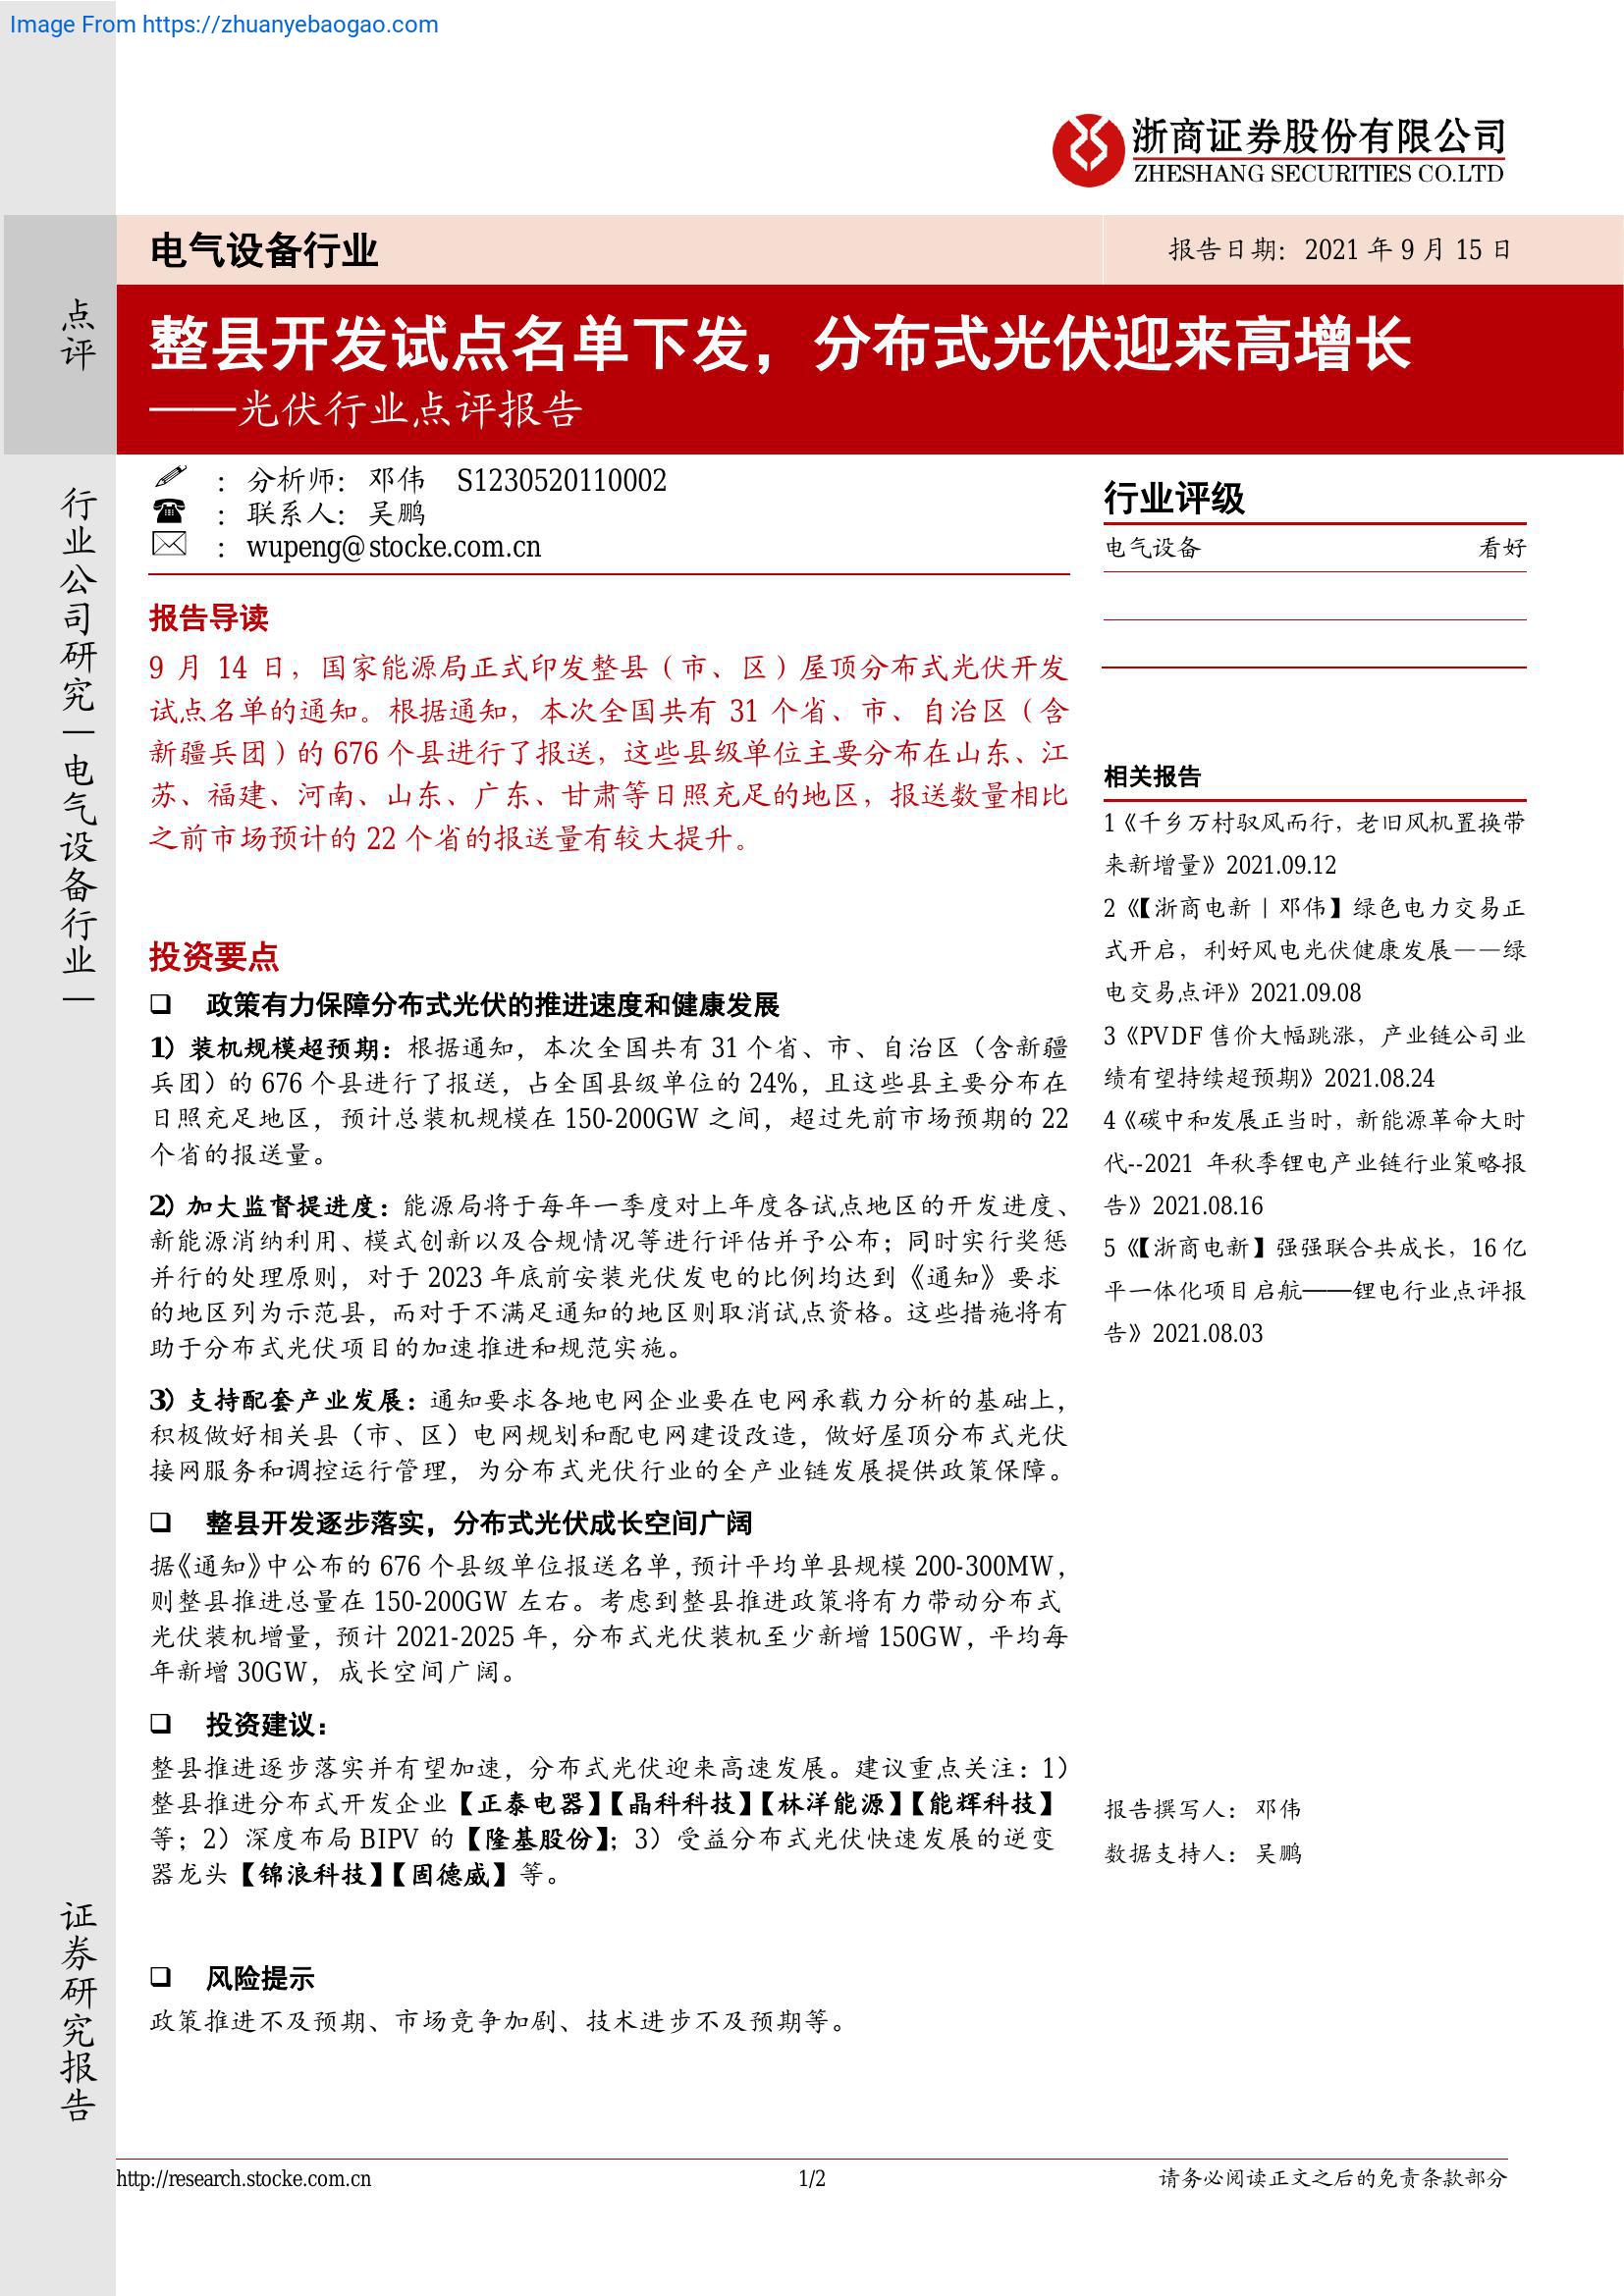 Image From https://zhuanyebaogao.com
浙商证券股份有限公司
ZHESHANG SECURITIES CO.LTD
电气设备行业
报告日期：2021 年 9 月 15 日
点评
整县开发试点名单下发，分布式光伏迎来高增长
——光伏行业点评报告
行业公司研究｜电气设备行业｜
：分析师：邓伟 S1230520110002
：联系人：吴鹏
：wupeng@stocke.com.cn
报告导读
9 月 14 日，国家能源局正式印发整县（市、区）屋顶分布式光伏开发
试点名单的通知。根据通知，本次全国共有 31 个省、市、自治区（含
新疆兵团）的 676 个县进行了报送，这些县级单位主要分布在山东、江
苏、福建、河南、山东、广东、甘肃等日照充足的地区，报送数量相比
之前市场预计的 22 个省的报送量有较大提升。
投资要点
❑ 政策有力保障分布式光伏的推进速度和健康发展
1）装机规模超预期：根据通知，本次全国共有 31 个省、市、自治区（含新疆
兵团）的 676 个县进行了报送，占全国县级单位的 24%，且这些县主要分布在
日照充足地区，预计总装机规模在 150-200GW 之间，超过先前市场预期的 22
个省的报送量。
2）加大监督提进度：能源局将于每年一季度对上年度各试点地区的开发进度、
新能源消纳利用、模式创新以及合规情况等进行评估并予公布；同时实行奖惩
并行的处理原则，对于 2023 年底前安装光伏发电的比例均达到《通知》要求
的地区列为示范县，而对于不满足通知的地区则取消试点资格。这些措施将有
助于分布式光伏项目的加速推进和规范实施。
3）支持配套产业发展：通知要求各地电网企业要在电网承载力分析的基础上，
积极做好相关县（市、区）电网规划和配电网建设改造，做好屋顶分布式光伏
接网服务和调控运行管理，为分布式光伏行业的全产业链发展提供政策保障。
❑ 整县开发逐步落实，分布式光伏成长空间广阔
据《通知》中公布的 676 个县级单位报送名单，预计平均单县规模 200-300MW，
则整县推进总量在 150-200GW 左右。考虑到整县推进政策将有力带动分布式
光伏装机增量，预计 2021-2025 年，分布式光伏装机至少新增 150GW，平均每
年新增 30GW，成长空间广阔。
❑ 投资建议：
整县推进逐步落实并有望加速，分布式光伏迎来高速发展。建议重点关注：1）
整县推进分布式开发企业【正泰电器】【晶科科技】【林洋能源】【能辉科技】
等；2）深度布局 BIPV 的【隆基股份】；3）受益分布式光伏快速发展的逆变
器龙头【锦浪科技】【固德威】等。
❑ 风险提示
政策推进不及预期、市场竞争加剧、技术进步不及预期等。
行业评级
电气设备 看好
相关报告
1《千乡万村驭风而行，老旧风机置换带
来新增量》2021.09.12
2《【浙商电新｜邓伟】绿色电力交易正
式开启，利好风电光伏健康发展——绿
电交易点评》2021.09.08
3《PVDF 售价大幅跳涨，产业链公司业
绩有望持续超预期》2021.08.24
4《碳中和发展正当时，新能源革命大时
代--2021 年秋季锂电产业链行业策略报
告》2021.08.16
5《【浙商电新】强强联合共成长，16 亿
平一体化项目启航——锂电行业点评报
告》2021.08.03
报告撰写人：邓伟
数据支持人：吴鹏
证券研究报告
http://research.stocke.com.cn
1/2
请务必阅读正文之后的免责条款部分